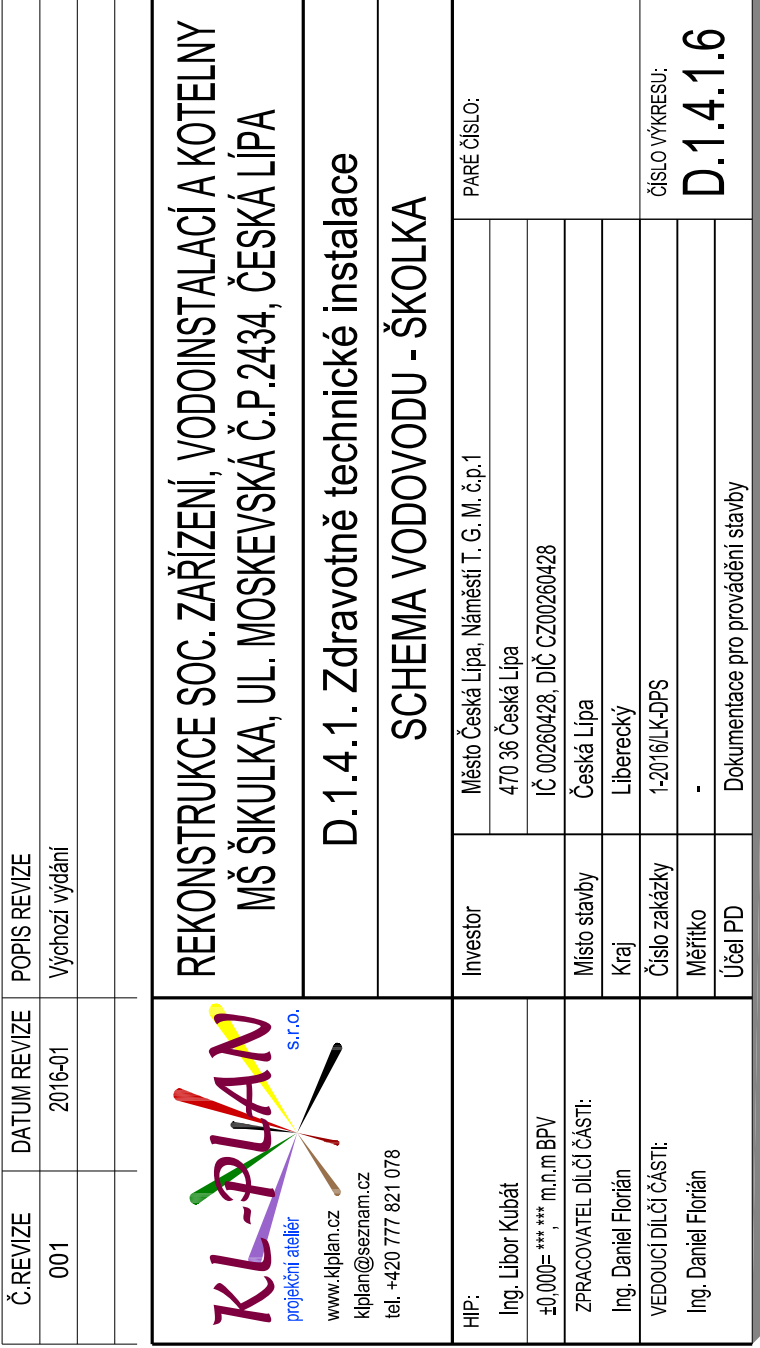 Č.REVIZE DATUM REVIZE POPIS REVIZE
001 2016-01 Výchozí výdání
KL-PLAN
s.r.o.
projekční ateliér
www.klplan.cz
klplan@seznam.cz
tel. +420 777 821 078
REKONSTRUKCE SOC. ZAŘÍZENÍ, VODOINSTALACÍ A KOTELNY
MŠ ŠIKULKA, UL. MOSKEVSKÁ Č.P.2434, ČESKÁ LÍPA
D.1.4.1. Zdravotně technické instalace
SCHEMA VODOVODU - ŠKOLKA
HIP:
Ing. Libor Kubát
±0,000= ***,*** m.n.m BPV
ZPRACOVATEL DÍLČÍ ČÁSTI:
Ing. Daniel Florián
VEDOUCÍ DÍLČÍ ČÁSTI:
Ing. Daniel Florián
Investor Město Česká Lípa, Náměstí T. G. M. č.p.1
470 36 Česká Lípa
IČ 00260428, DIČ CZ00260428
Místo stavby Česká Lípa
Kraj Liberecký
Číslo zakázky 1-2016/LK-DPS
Měřítko -
Účel PD Dokumentace pro provádění stavby
PARÉ ČÍSLO:
ČÍSLO VÝKRESU:
D.1.4.1.6